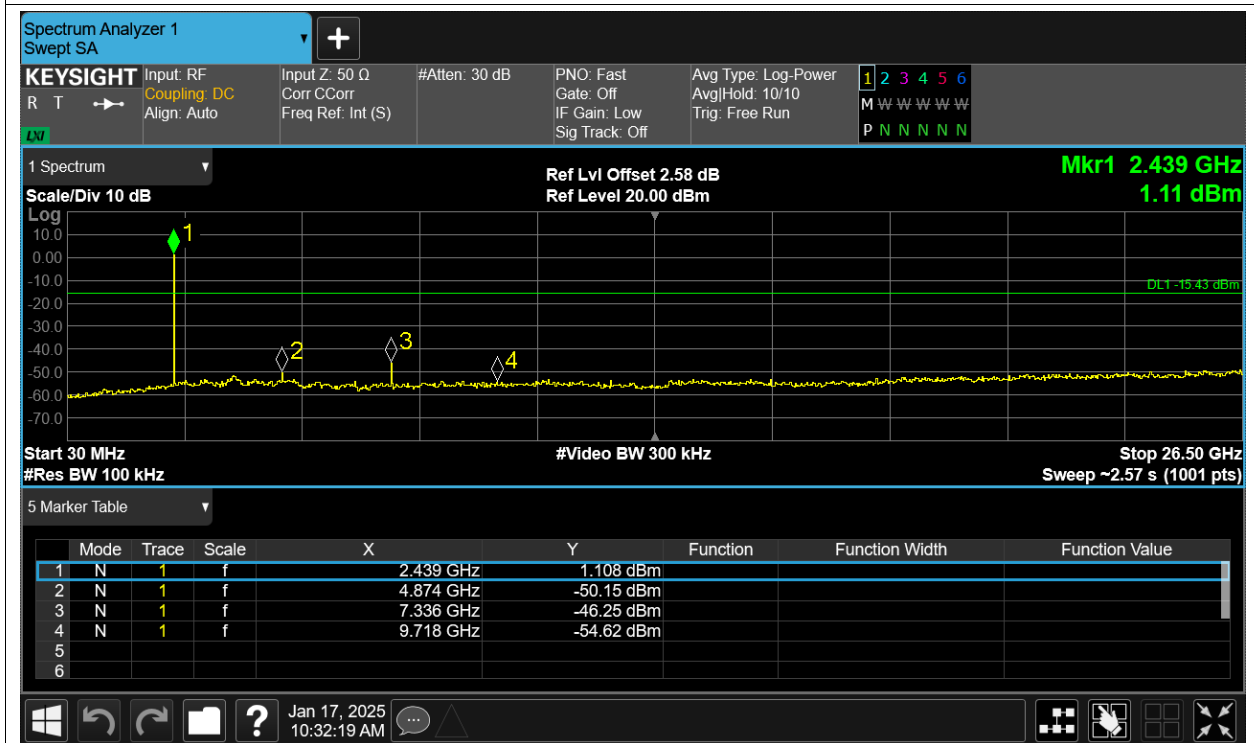 Spectrum Analyzer 1
Swept SA
KEYSIGHT
R T
LXI
Input: RF
Coupling: DC
Align: Auto
Input Z: 50 Ω
Corr CCorr
Freq Ref: Int (S)
#Atten: 30 dB
PNO: Fast
Gate: Off
IF Gain: Low
Sig Track: Off
Avg Type: Log-Power
Avg|Hold: 10/10
Trig: Free Run
1 2 3 4 5 6
M W W W W W
P N N N N N
1 Spectrum
Scale/Div 10 dB
Ref Lvl Offset 2.58 dB
Ref Level 20.00 dBm
Mkr1 2.439 GHz
1.11 dBm
Log
10.0
0.00
-10.0
-20.0
-30.0
-40.0
-50.0
-60.0
-70.0
1
2
3
4
DL1 -15.43 dBm
Start 30 MHz
#Res BW 100 kHz
#Video BW 300 kHz
Stop 26.50 GHz
Sweep ~2.57 s (1001 pts)
5 Marker Table
Mode Trace Scale X Y Function Function Width Function Value
1 N 1 f 2.439 GHz 1.108 dBm
2 N 1 f 4.874 GHz -50.15 dBm
3 N 1 f 7.336 GHz -46.25 dBm
4 N 1 f 9.718 GHz -54.62 dBm
5
6
?
Jan 17, 2025
10:32:19 AM